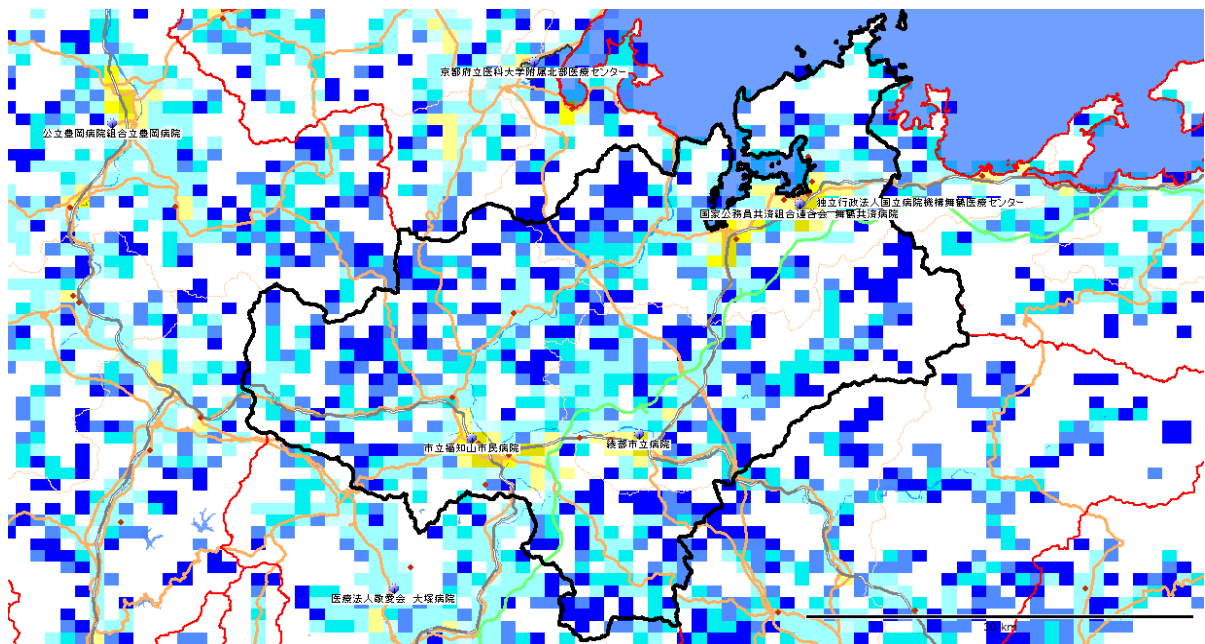 京都府立医科大学附属北部医療センター
公立豊岡病院組合立豊岡病院
独立行政法人国立病院機構舞鶴医療センター
国家公務員共済組合連合会 舞鶴共済病院
市立福知山市民病院
綾部市立病院
医療法人敬愛会 大塚病院